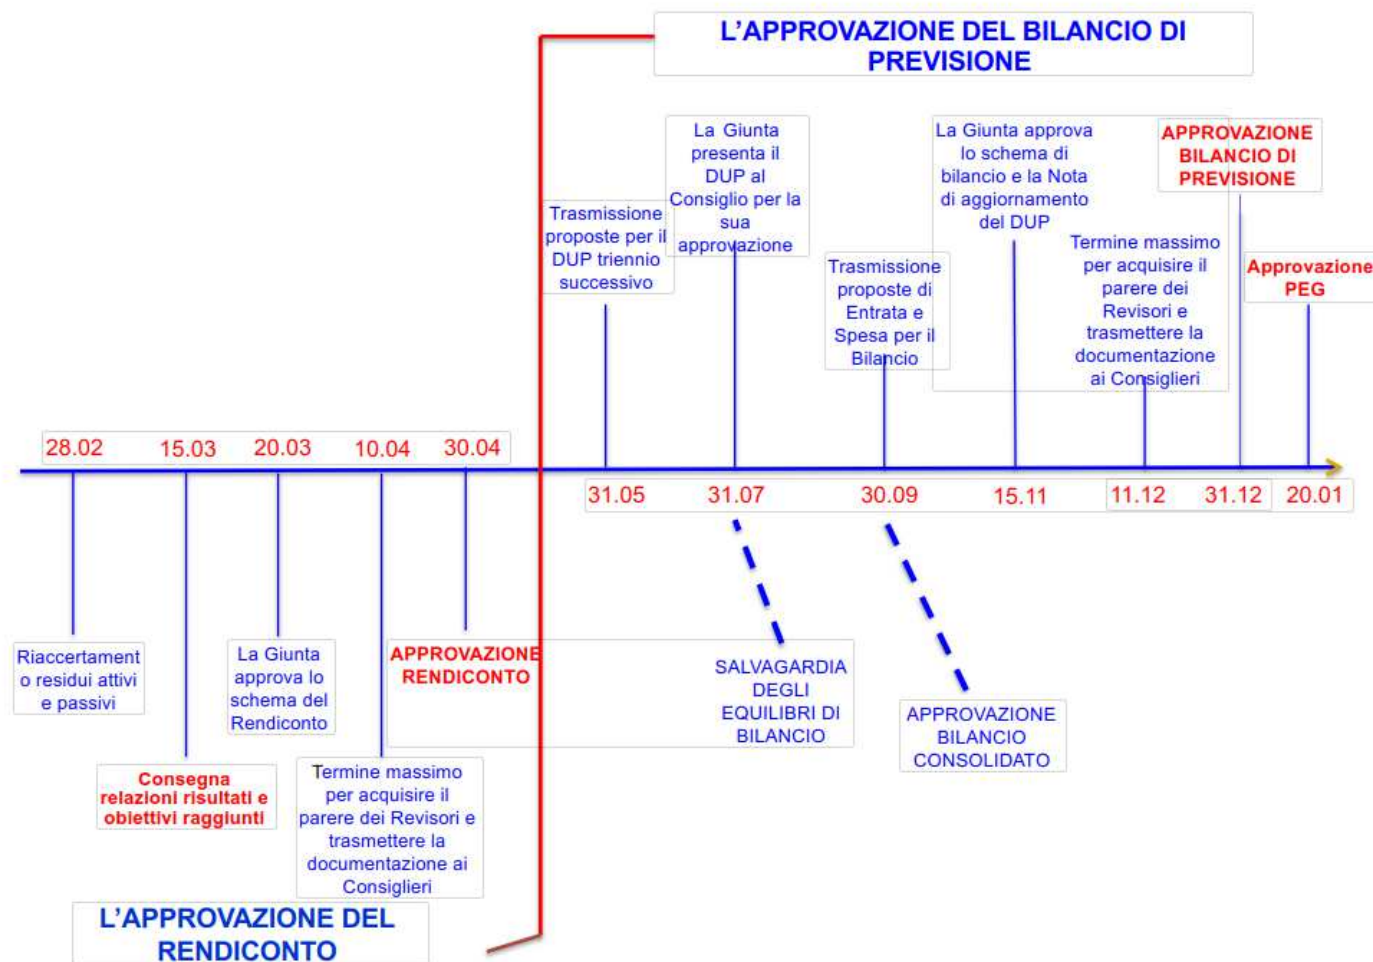 L'APPROVAZIONE DEL BILANCIO DI
PREVISIONE
Trasmissione
proposte per il
DUP triennio
successivo
La Giunta
presenta il
DUP al
Consiglio per la
sua
approvazione
Trasmissione
proposte di
Entrata e
Spesa per il
Bilancio
La Giunta approva
lo schema di
bilancio e la Nota
di aggiornamento
del DUP
Termine massimo
per acquisire il
parere dei
Revisori e
trasmettere la
documentazione
ai Consiglieri
APPROVAZIONE
BILANCIO DI
PREVISIONE
Approvazione
PEG
28.02 15.03 20.03 10.04 30.04
31.05 31.07 30.09 15.11 11.12 31.12 20.01
Riaccertament
o residui attivi
e passivi
Consegna
relazioni risultati e
obiettivi raggiunti
La Giunta
approva lo
schema del
Rendiconto
Termine massimo
per acquisire il
parere dei Revisori e
trasmettere la
documentazione ai
Consiglieri
APPROVAZIONE
RENDICONTO
SALVAGARDIA
DEGLI
EQUILIBRI DI
BILANCIO
APPROVAZIONE
BILANCIO
CONSOLIDATO
L'APPROVAZIONE DEL
RENDICONTO